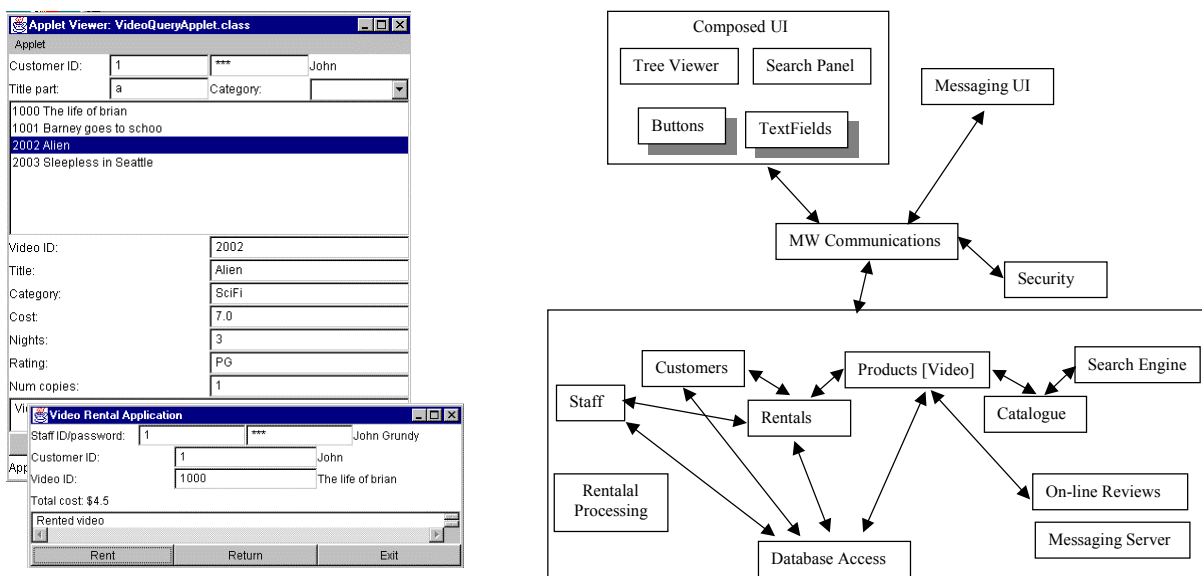 Applet Viewer: VideoQueryApplet.class
Applet
Customer ID: 1 *** John
Title part: a Category:
1000 The life of brian
1001 Barney goes to schoo
2002 Alien
2003 Sleepless in Seattle
Video ID: 2002
Title: Alien
Category: SciFi
Cost: 7.0
Nights: 3
Rating: PG
Num copies: 1
Video Rental Application
Staff ID/password: 1 *** John Grundy
Customer ID: 1 John
Video ID: 1000 The life of brian
Total cost: $4.5
Rented video
Rent Return Exit
Composed UI
Tree Viewer
Search Panel
Buttons
TextFields
Messaging UI
MW Communications
Security
Customers
Products [Video]
Search Engine
Staff
Rentals
Catalogue
Rentalal
Processing
On-line Reviews
Messaging Server
Database Access